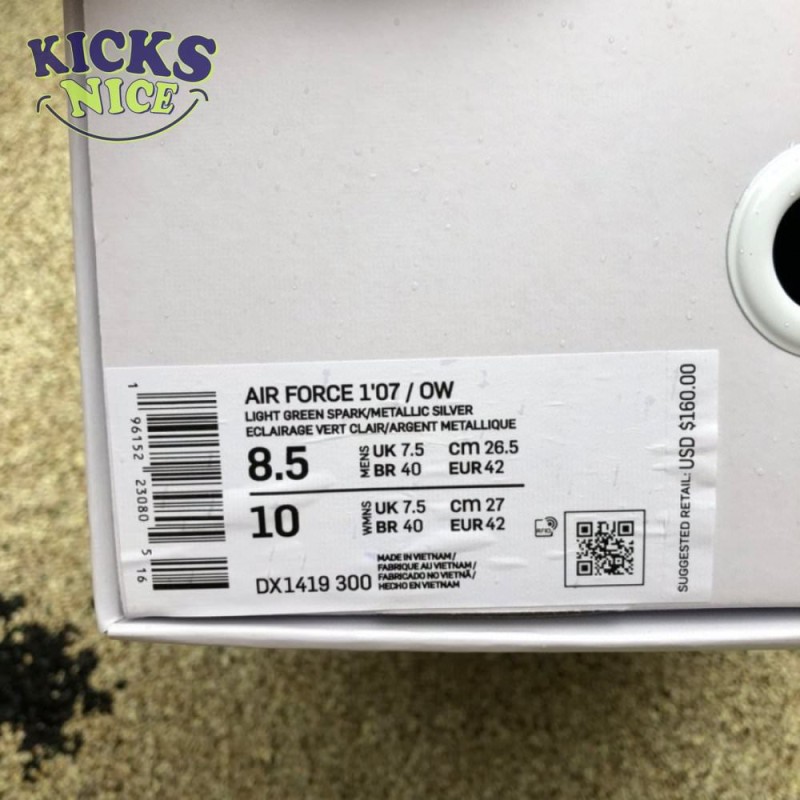 KICKS
NICE
AIR FORCE 1'07 / OW
LIGHT GREEN SPARK/METALLIC SILVER
ECLAIRAGE VERT CLAIR/ARGENT METALLIQUE
8.5 MENS UK 7.5 CM 26.5
BR 40 EUR 42
10 WMNS UK 7.5 CM 27
BR 40 EUR 42
DX1419 300
MADE IN VIETNAM /
FABRIQUE AU VIETNAM /
FABRICADO NO VIETNÃ /
HECHO EN VIETNAM
1 96152 23080 5 16
SUGGESTED RETAIL: USD $160.00